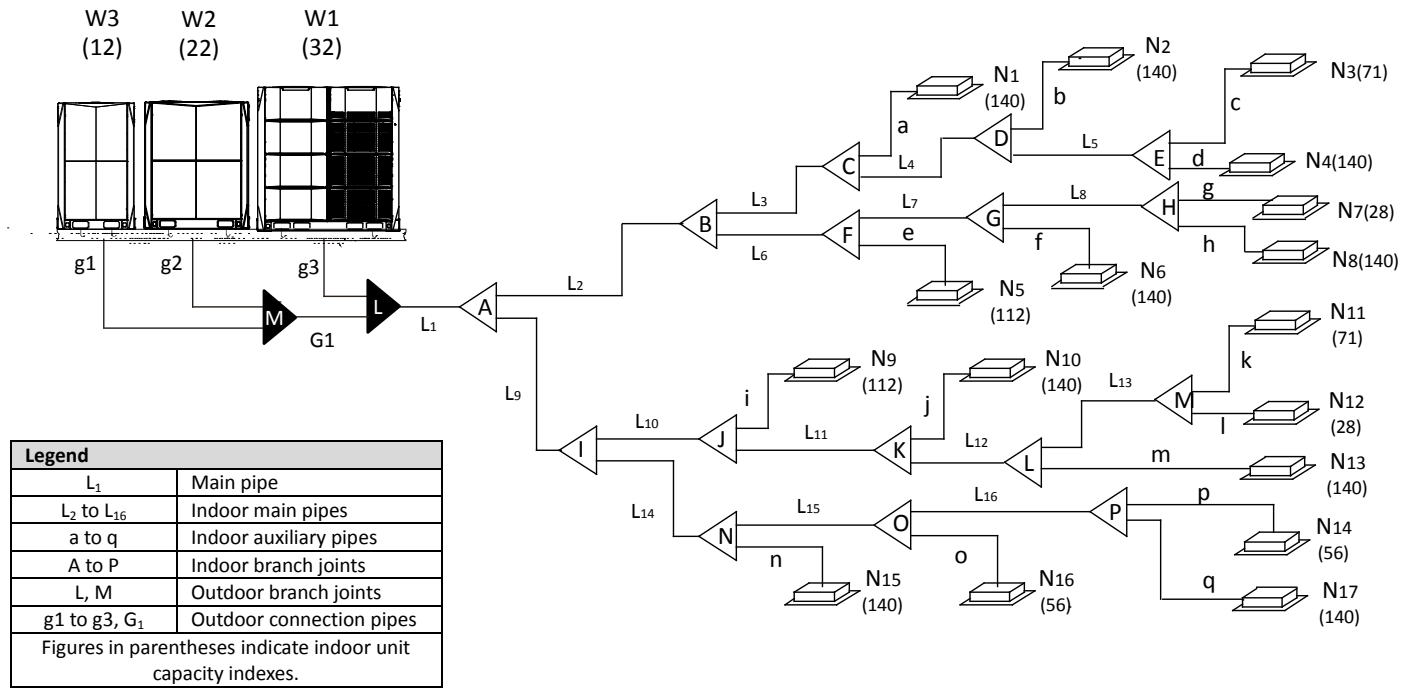 W3
(12)
W2
(22)
W1
(32)
g1
g2
g3
M
L
G1
L1
A
L2
B
L3
C
a
N1
(140)
L4
D
b
N2
(140)
L5
E
c
N3(71)
d
N4(140)
L6
F
e
N5
(112)
L7
G
f
N6
(140)
L8
H
g
N7(28)
h
N8(140)
L9
I
L10
J
i
N9
(112)
L11
K
j
N10
(140)
L12
L
L13
M
k
N11
(71)
l
N12
(28)
m
N13
(140)
L14
N
n
N15
(140)
L15
O
o
N16
(56)
L16
P
p
N14
(56)
q
N17
(140)
Legend
L1 Main pipe
L2 to L16 Indoor main pipes
a to q Indoor auxiliary pipes
A to P Indoor branch joints
L, M Outdoor branch joints
g1 to g3, G1 Outdoor connection pipes
Figures in parentheses indicate indoor unit
capacity indexes.